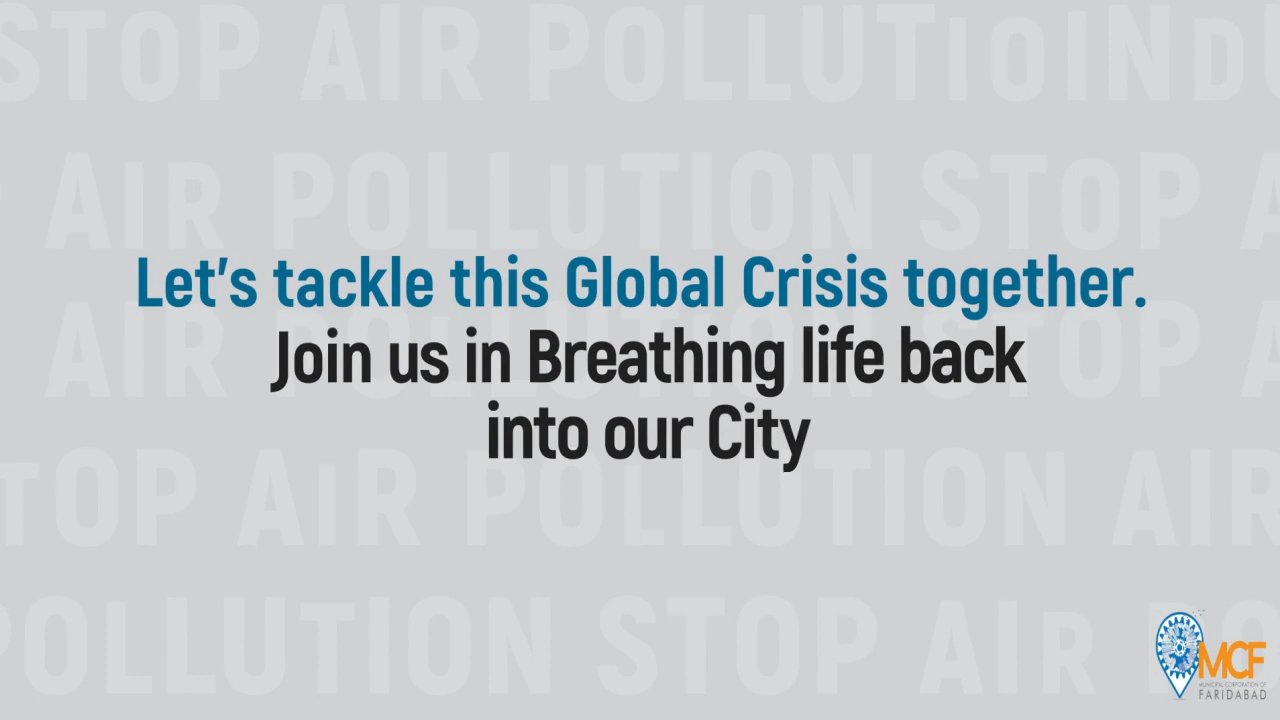 STOP AIR POLLUTIOINDU
AIR POLLUTION STOP A
Let's tackle this Global Crisis together.
AIR POLLUTION STOP A
Join us in Breathing life back
into our City
TOP AIR POLLUTION AIR
POLLUTION STOP AIR PO
MCF
MUNICIPAL CORPORATION OF
FARIDABAD